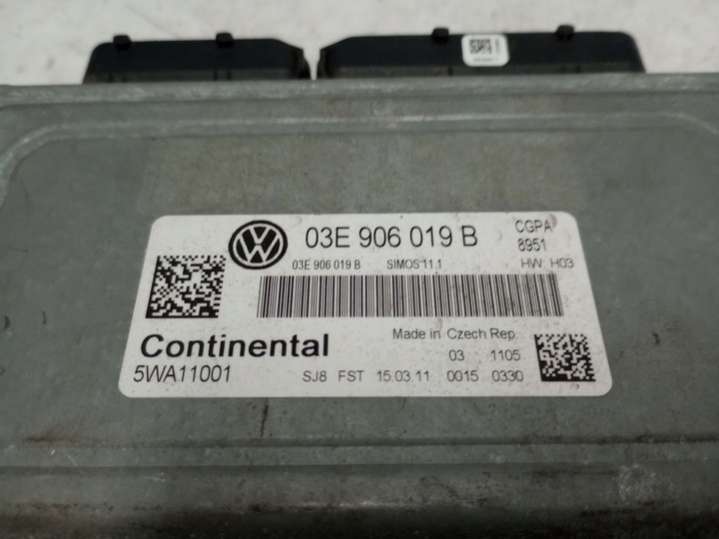 03E 906 019 B
CGPA
8951
03E 906 019 B SIMOS 11.1 HW: H03
Continental
Made in Czech Rep.
03 1105
5WA11001
SJ8 FST 15.03.11 0015 0330